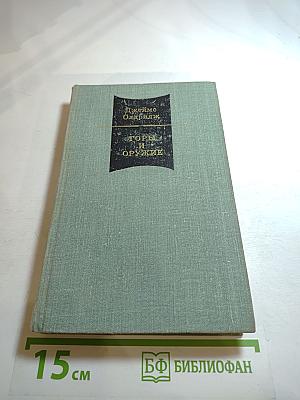 Джеймс
Олдридж
ГОРЫ
И
ОРУЖИЕ
15 см
БФ БИБЛИОФАН